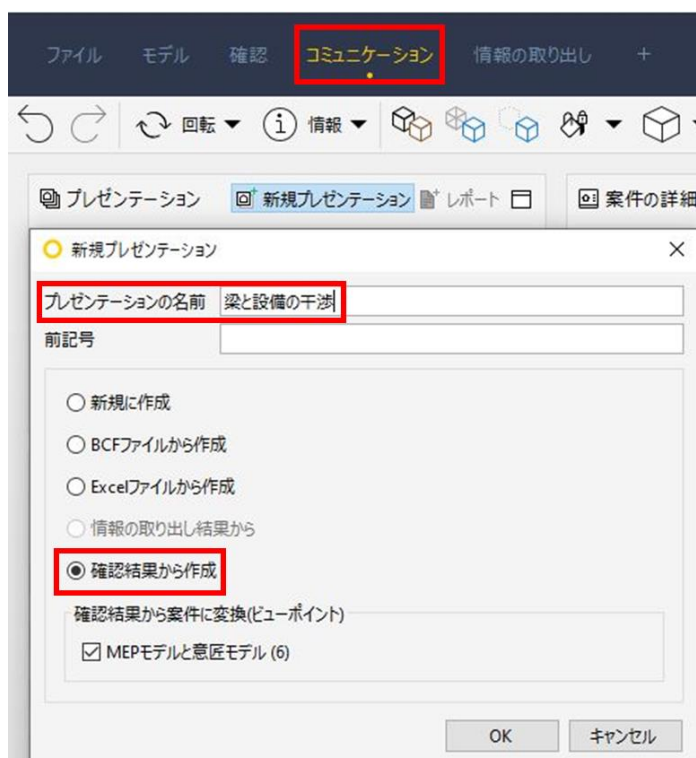 ファイル モデル 確認 コミュニケーション 情報の取り出し +
回転 情報
プレゼンテーション 新規プレゼンテーション レポート 案件の詳細
新規プレゼンテーション
プレゼンテーションの名前 梁と設備の干渉
前記号
新規に作成
BCFファイルから作成
Excelファイルから作成
情報の取り出し結果から
確認結果から作成
確認結果から案件に変換(ビューポイント)
MEPモデルと意匠モデル (6)
OK キャンセル